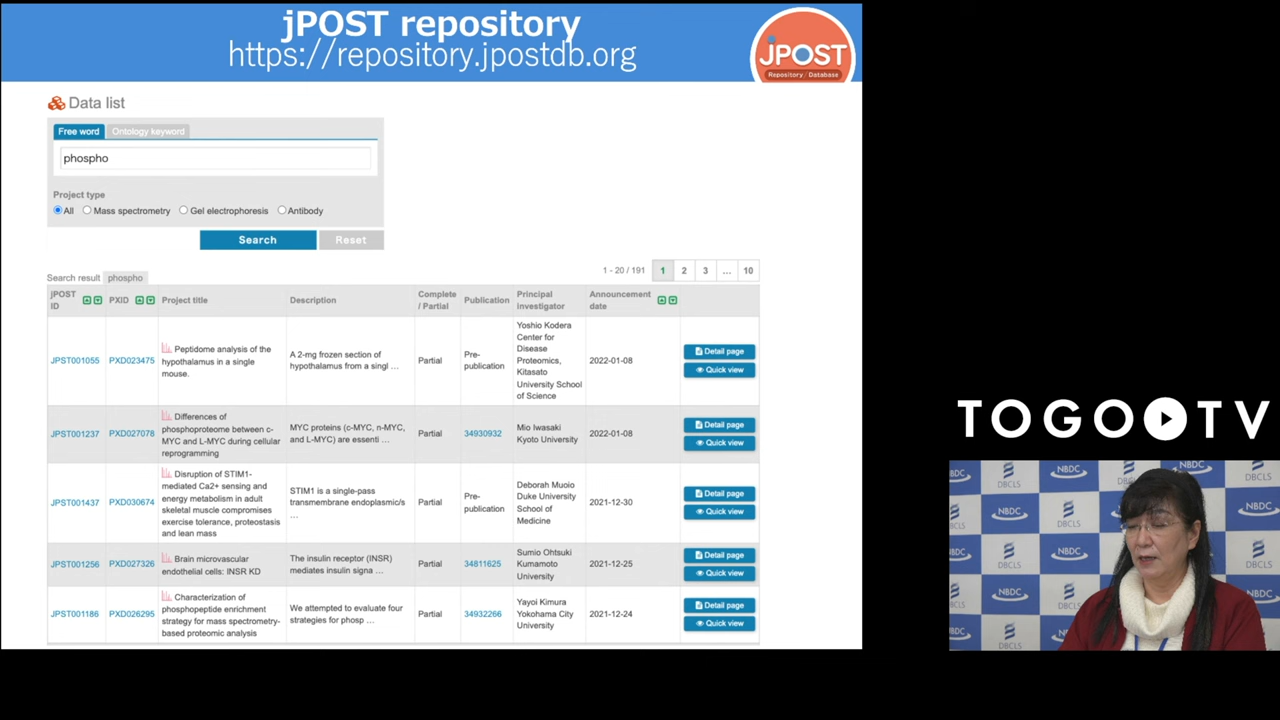 jPOST repository
https://repository.jpostdb.org
jPOST
Repository / Database
Data list
Free word Ontology keyword
phospho
Project type
All Mass spectrometry Gel electrophoresis Antibody
Search Reset
Search result phospho
1 - 20 / 191 1 2 3 ... 10
jPOST ID PXID Project title Description Complete / Partial Publication Principal investigator Announcement date
JPST001055 PXD023475
Peptidome analysis of the
hypothalamus in a single
mouse.
A 2-mg frozen section of
hypothalamus from a singl ...
Partial
Pre-
publication
Yoshio Kodera
Center for
Disease
Proteomics,
Kitasato
University School
of Science
2022-01-08
Detail page
Quick view
JPST001237 PXD027078
Differences of
phosphoproteome between c-
MYC and L-MYC during cellular
reprogramming
MYC proteins (c-MYC, n-MYC,
and L-MYC) are essenti ...
Partial
34930932
Mio Iwasaki
Kyoto University
2022-01-08
Detail page
Quick view
JPST001437 PXD030674
Disruption of STIM1-
mediated Ca2+ sensing and
energy metabolism in adult
skeletal muscle compromises
exercise tolerance, proteostasis
and lean mass
STIM1 is a single-pass
transmembrane endoplasmic/s
...
Partial
Pre-
publication
Deborah Muoio
Duke University
School of
Medicine
2021-12-30
Detail page
Quick view
JPST001256 PXD027326
Brain microvascular
endothelial cells: INSR KD
The insulin receptor (INSR)
mediates insulin signa ...
Complete
34811625
Sumio Ohtsuki
Kumamoto
University
2021-12-25
Detail page
Quick view
JPST001186 PXD026295
Characterization of
phosphopeptide enrichment
strategy for mass spectrometry-
based proteomic analysis
We attempted to evaluate four
strategies for phosp ...
Partial
34932266
Yayoi Kimura
Yokohama City
University
2021-12-24
Detail page
Quick view
TOGO TV
NBDC
DBCLS